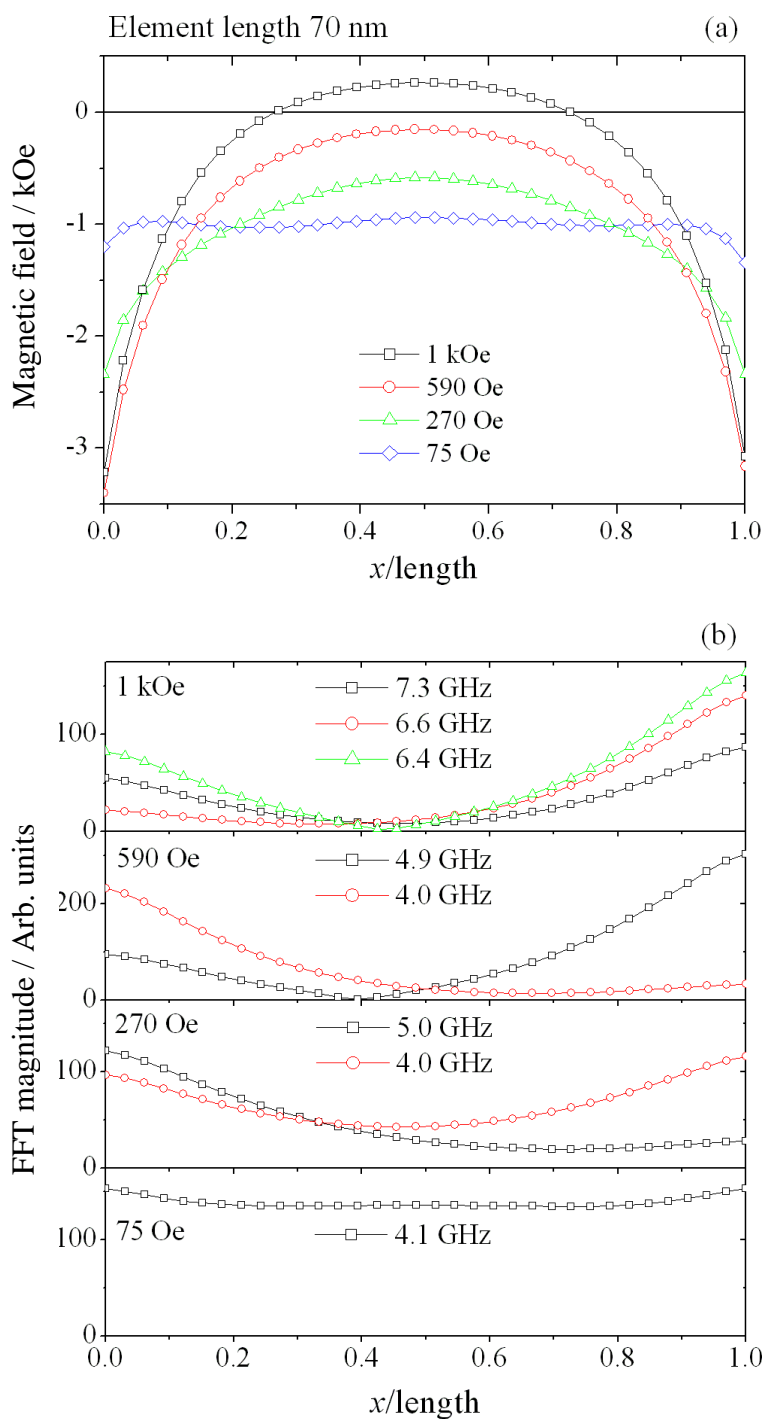 Element length 70 nm
(a)
Magnetic field / kOe
0
-1
-2
-3
1 kOe
590 Oe
270 Oe
75 Oe
0.0 0.2 0.4 0.6 0.8 1.0
x/length
(b)
FFT magnitude / Arb. units
1 kOe
7.3 GHz
6.6 GHz
6.4 GHz
100
0
590 Oe
4.9 GHz
4.0 GHz
200
0
270 Oe
5.0 GHz
4.0 GHz
100
0
75 Oe
4.1 GHz
100
0
0.0 0.2 0.4 0.6 0.8 1.0
x/length